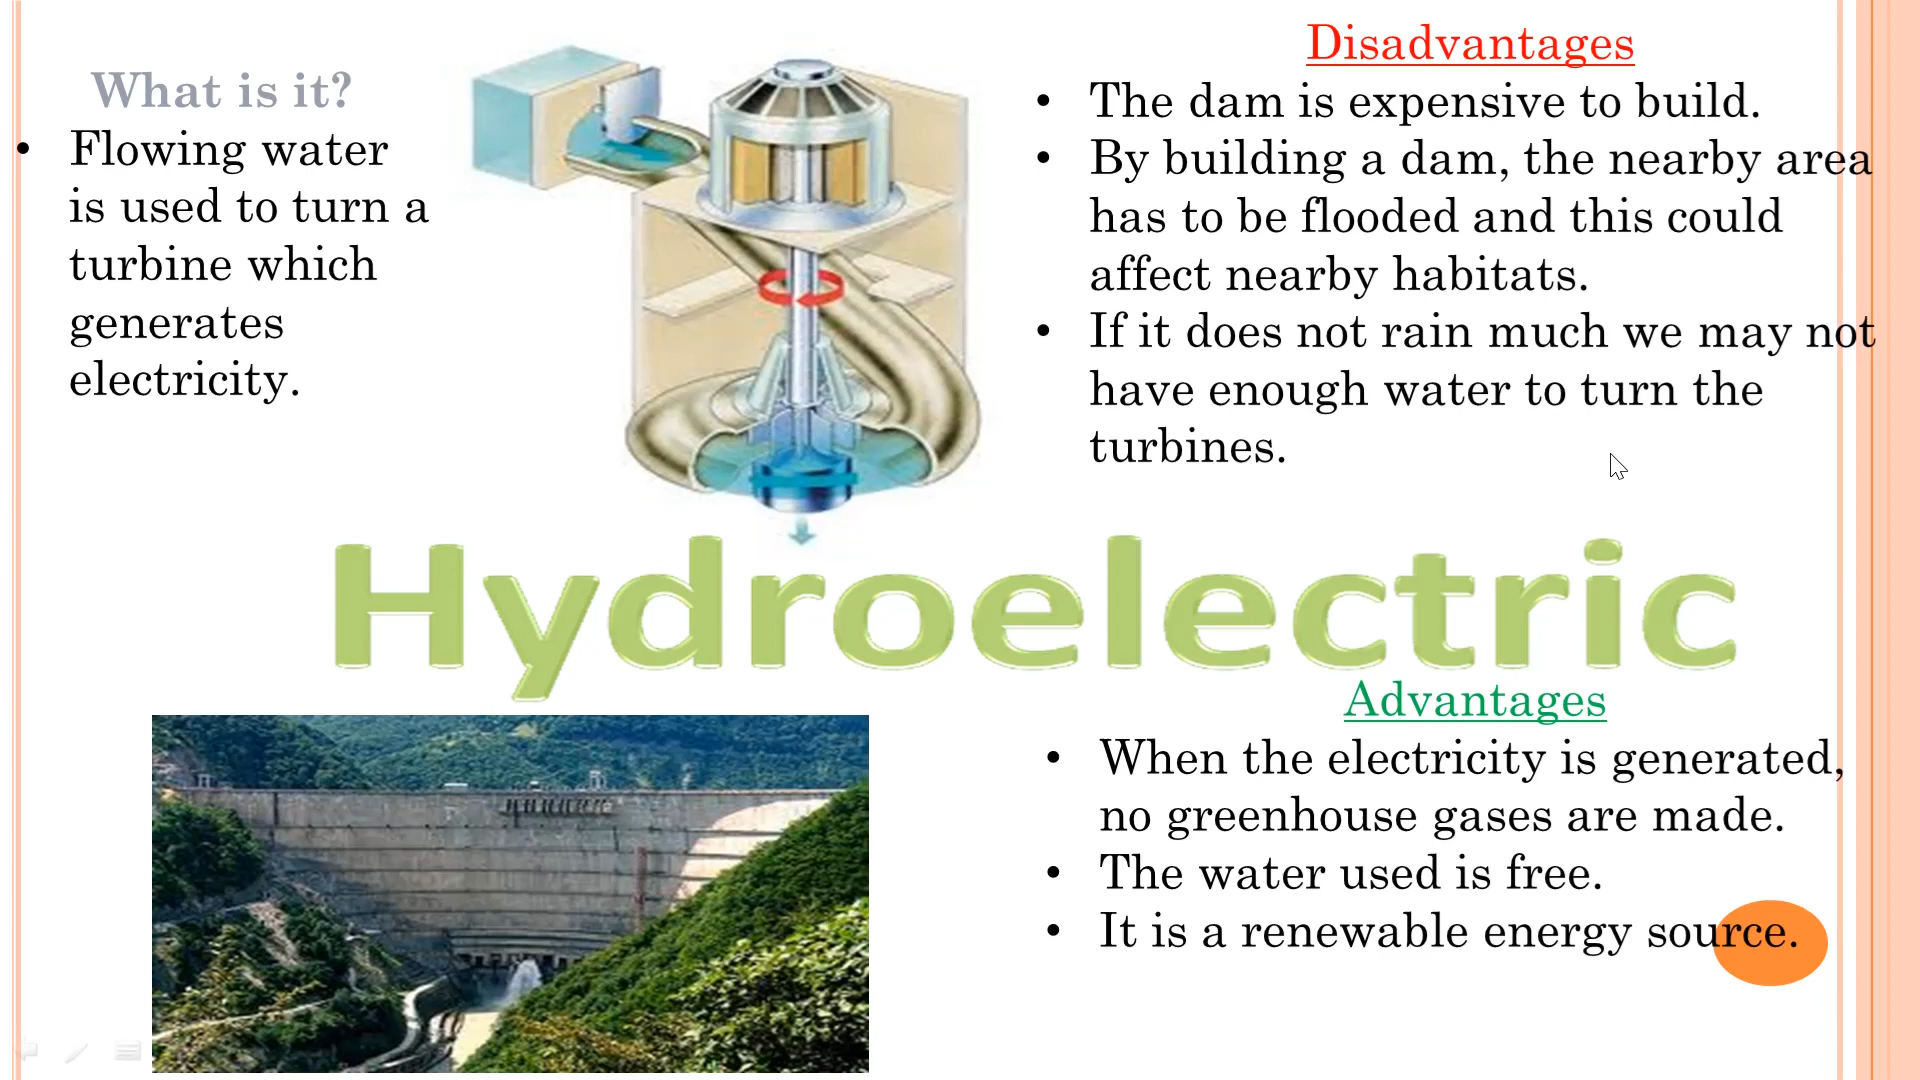 What is it?
• Flowing water
is used to turn a
turbine which
generates
electricity.
Disadvantages
• The dam is expensive to build.
• By building a dam, the nearby area
has to be flooded and this could
affect nearby habitats.
• If it does not rain much we may not
have enough water to turn the
turbines.
Hydroelectric
Advantages
• When the electricity is generated,
no greenhouse gases are made.
• The water used is free.
• It is a renewable energy source.